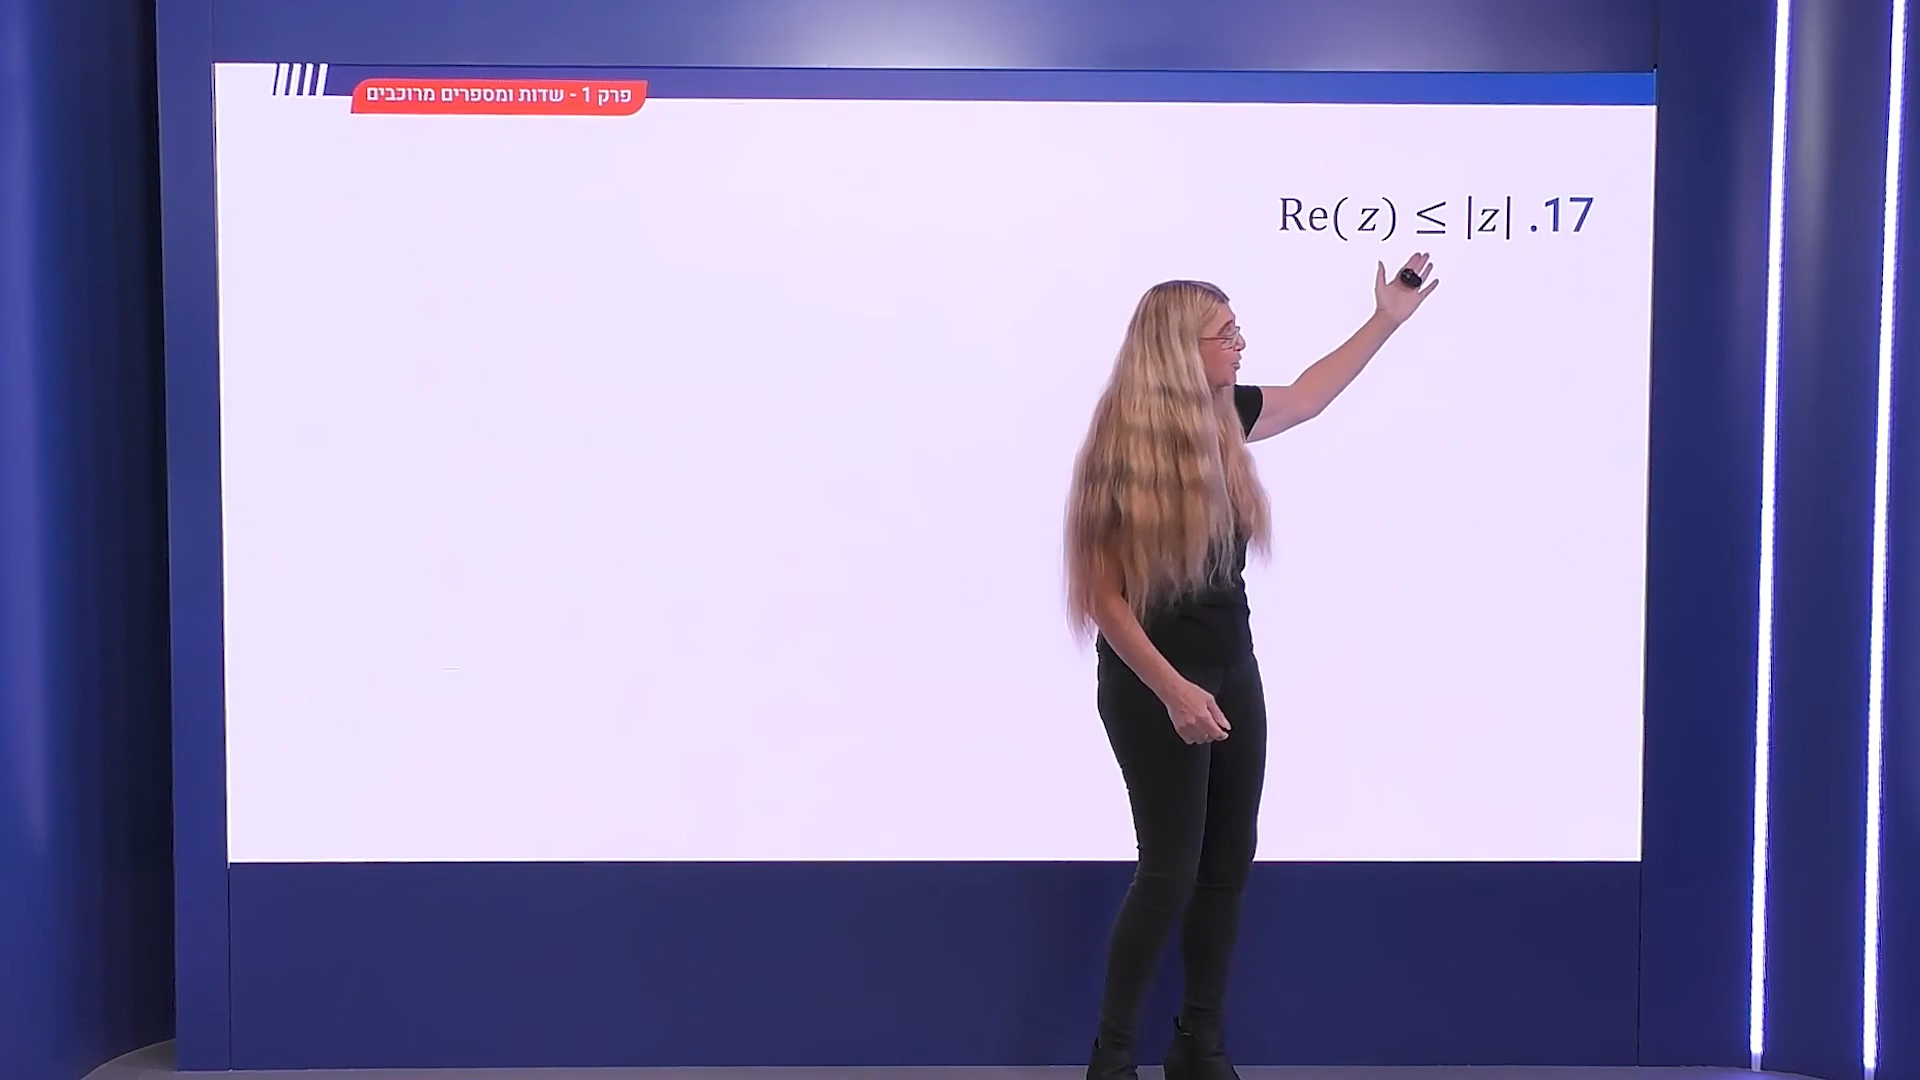 פרק 1 - שדות ומספרים מרוכבים
17. Re( z) ≤ |z|